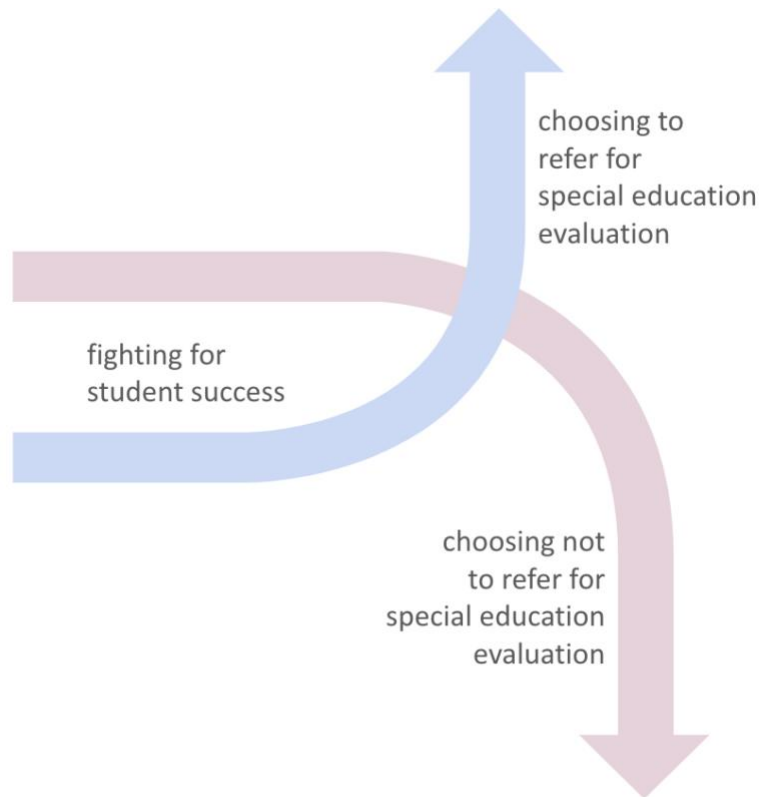 choosing to
refer for
special education
evaluation
fighting for
student success
choosing not
to refer for
special education
evaluation